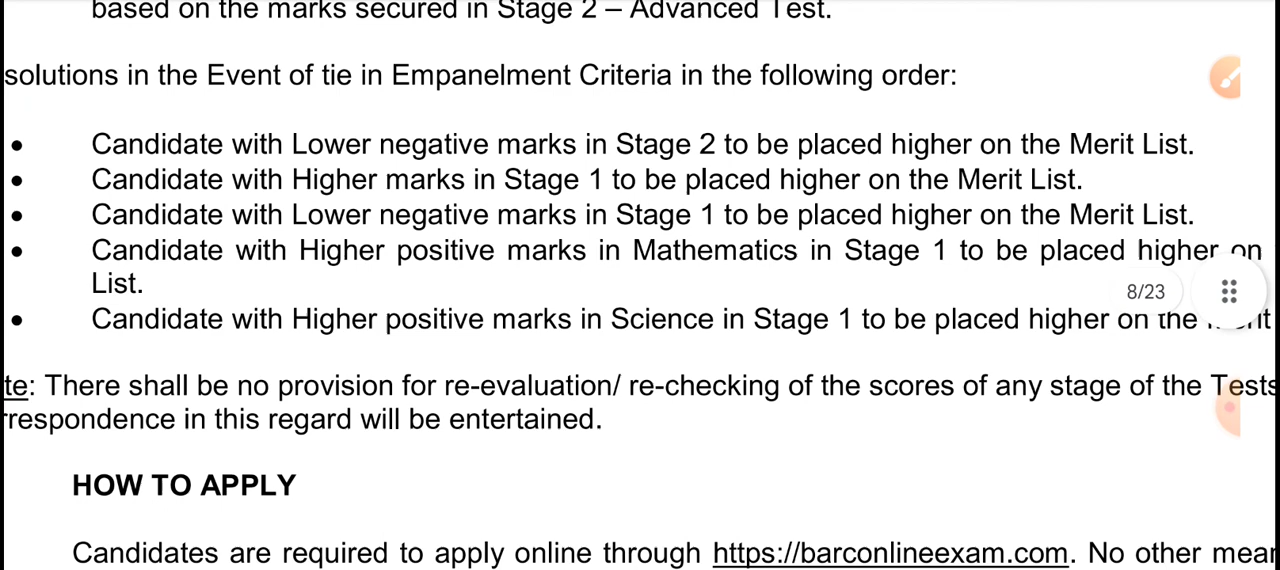 based on the marks secured in Stage 2 – Advanced Test.
solutions in the Event of tie in Empanelment Criteria in the following order:
• Candidate with Lower negative marks in Stage 2 to be placed higher on the Merit List.
• Candidate with Higher marks in Stage 1 to be placed higher on the Merit List.
• Candidate with Lower negative marks in Stage 1 to be placed higher on the Merit List.
• Candidate with Higher positive marks in Mathematics in Stage 1 to be placed higher on
List.
8/23
• Candidate with Higher positive marks in Science in Stage 1 to be placed higher on the
te: There shall be no provision for re-evaluation/ re-checking of the scores of any stage of the Tests
rrespondence in this regard will be entertained.
HOW TO APPLY
Candidates are required to apply online through https://barconlineexam.com. No other